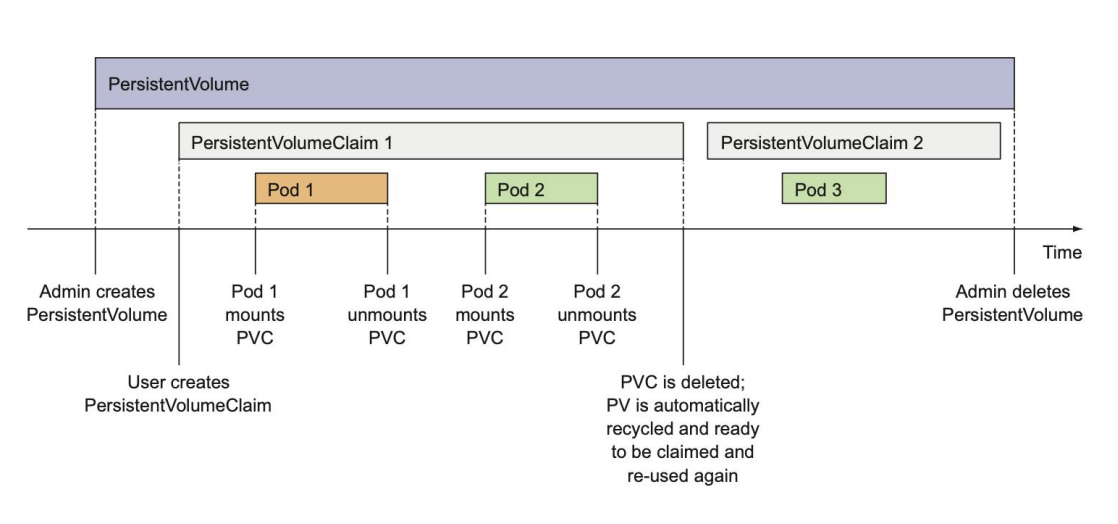 PersistentVolume
PersistentVolumeClaim 1
PersistentVolumeClaim 2
Pod 1
Pod 2
Pod 3
Time
Admin creates
PersistentVolume
Pod 1
mounts
PVC
Pod 1
unmounts
PVC
Pod 2
mounts
PVC
Pod 2
unmounts
PVC
Admin deletes
PersistentVolume
User creates
PersistentVolumeClaim
PVC is deleted;
PV is automatically
recycled and ready
to be claimed and
re-used again